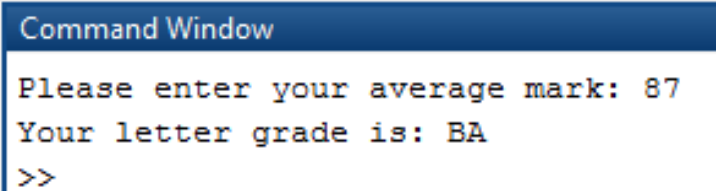 Command Window
Please enter your average mark: 87
Your letter grade is: BA
>>